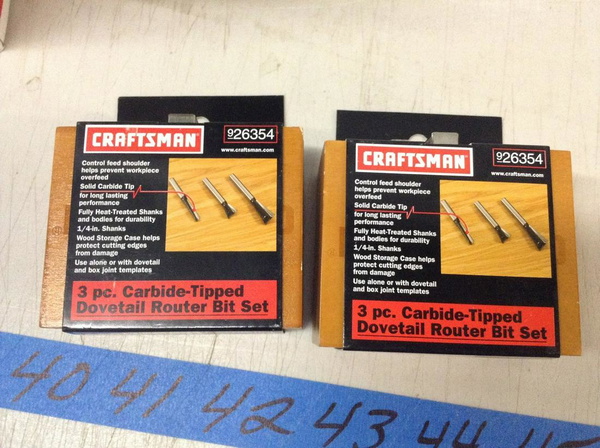 CRAFTSMAN
926354
www.craftsman.com
Control feed shoulder
helps prevent workpiece
overfeed
Solid Carbide Tip
for long lasting
performance
Fully Heat-Treated Shanks
and bodies for durability
1/4-in. Shanks
Wood Storage Case helps
protect cutting edges
from damage
Use alone or with dovetail
and box joint templates
3 pc. Carbide-Tipped
Dovetail Router Bit Set
CRAFTSMAN
926354
www.craftsman.com
Control feed shoulder
helps prevent workpiece
overfeed
Solid Carbide Tip
for long lasting
performance
Fully Heat-Treated Shanks
and bodies for durability
1/4-in. Shanks
Wood Storage Case helps
protect cutting edges
from damage
Use alone or with dovetail
and box joint templates
3 pc. Carbide-Tipped
Dovetail Router Bit Set
40 41 42 43 44